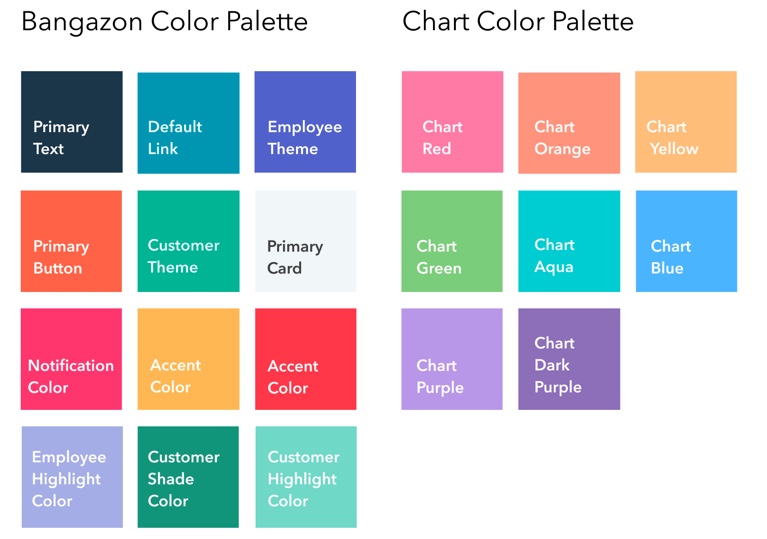 Bangazon Color Palette
Primary
Text
Default
Link
Employee
Theme
Primary
Button
Customer
Theme
Primary
Card
Notification
Color
Accent
Color
Accent
Color
Employee
Highlight
Color
Customer
Shade
Color
Customer
Highlight
Color
Chart Color Palette
Chart
Red
Chart
Orange
Chart
Yellow
Chart
Green
Chart
Aqua
Chart
Blue
Chart
Purple
Chart
Dark
Purple